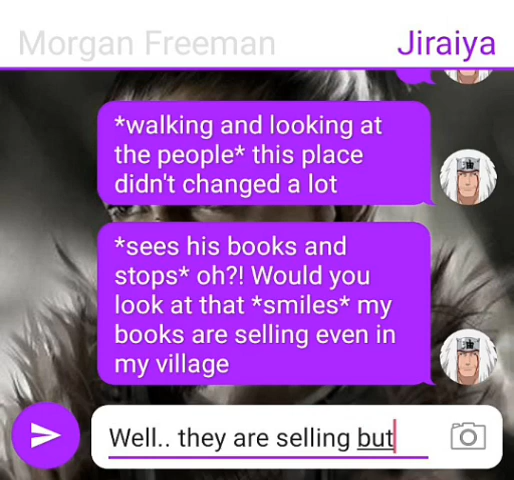 Morgan Freeman Jiraiya
*walking and looking at
the people* this place
didn't changed a lot
*sees his books and
stops* oh?! Would you
look at that *smiles* my
books are selling even in
my village
Well.. they are selling but